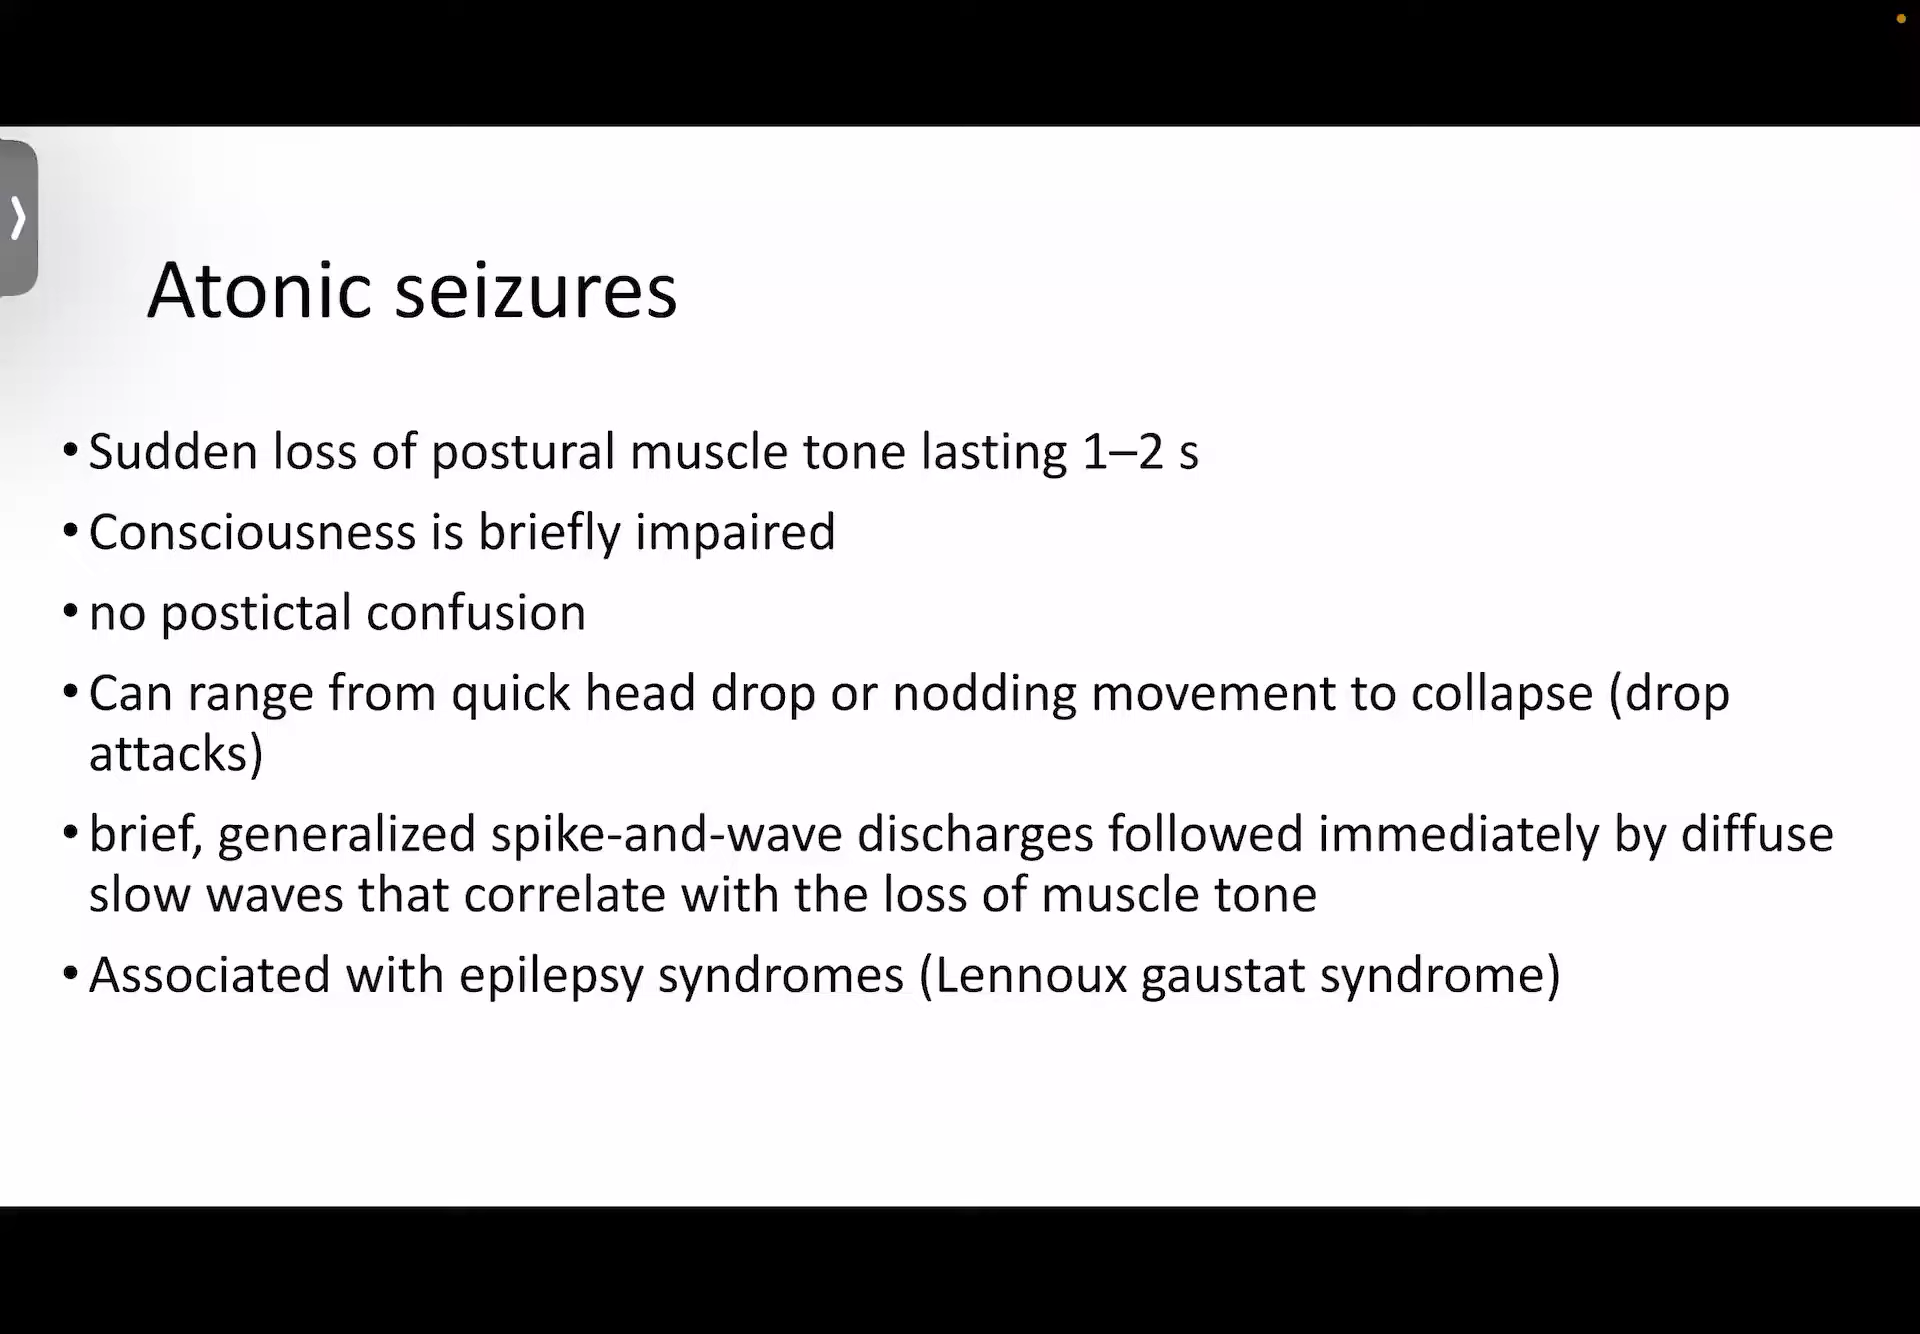 Atonic seizures
• Sudden loss of postural muscle tone lasting 1–2 s
• Consciousness is briefly impaired
• no postictal confusion
• Can range from quick head drop or nodding movement to collapse (drop
attacks)
• brief, generalized spike-and-wave discharges followed immediately by diffuse
slow waves that correlate with the loss of muscle tone
• Associated with epilepsy syndromes (Lennoux gaustat syndrome)